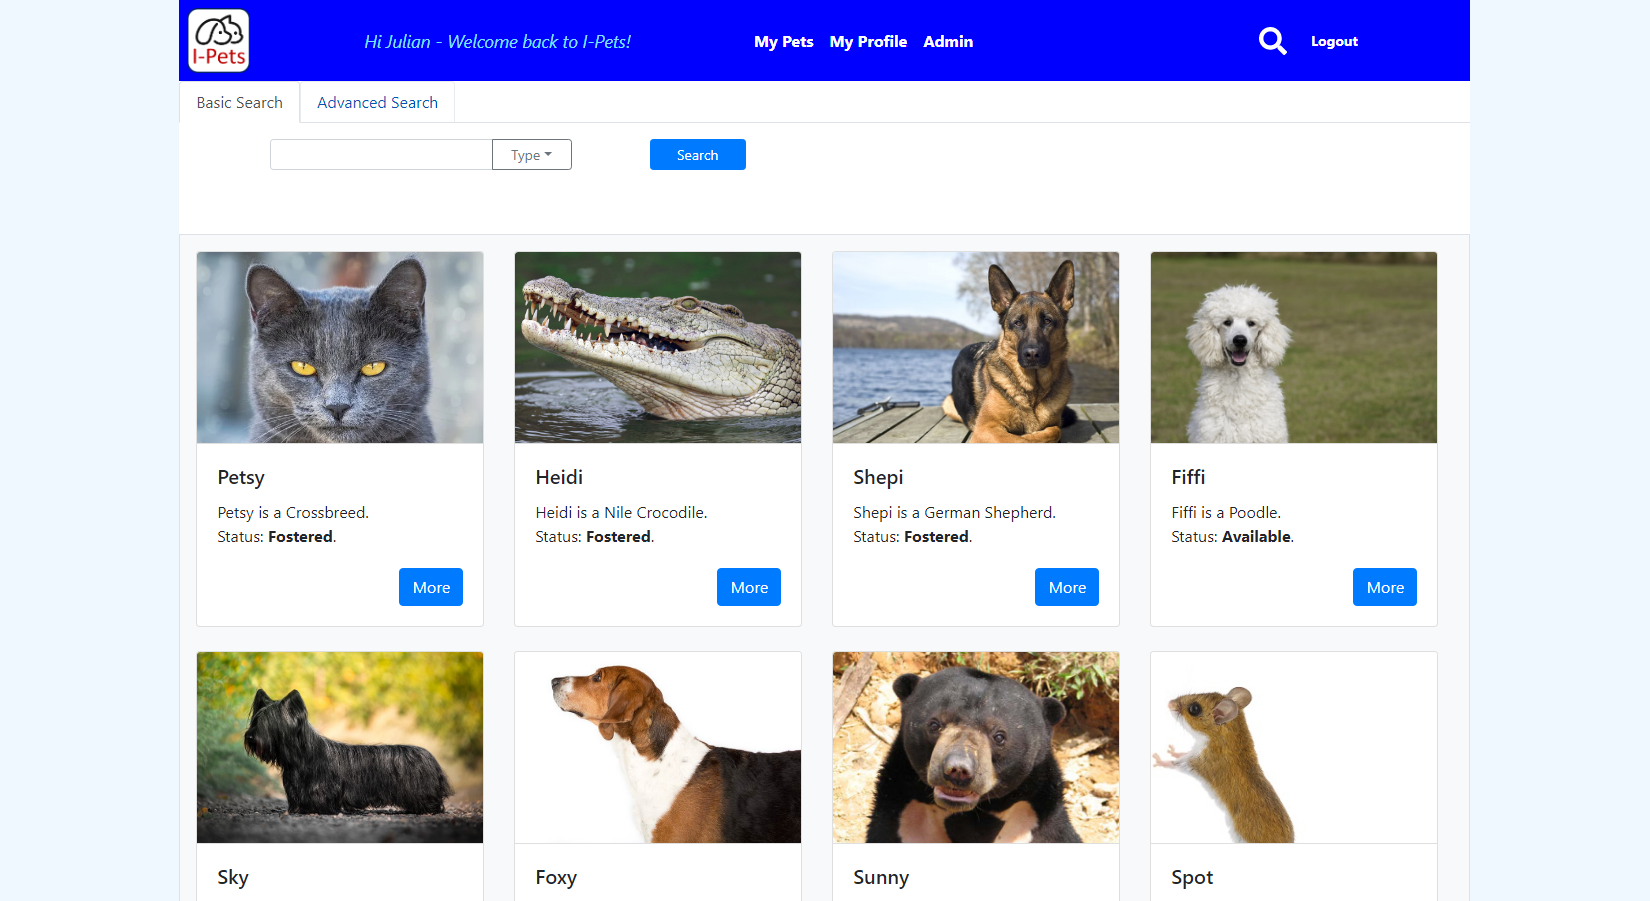 I-Pets
Hi Julian - Welcome back to I-Pets!
My Pets My Profile Admin
Logout
Basic Search
Advanced Search
Type
Search
Petsy
Petsy is a Crossbreed.
Status: Fostered.
More
Heidi
Heidi is a Nile Crocodile.
Status: Fostered.
More
Shepi
Shepi is a German Shepherd.
Status: Fostered.
More
Fiffi
Fiffi is a Poodle.
Status: Available.
More
Sky
Foxy
Sunny
Spot